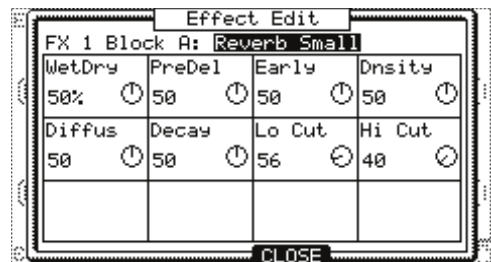 Effect Edit
FX 1 Block A: Reverb Small
WetDry PreDel Early Dnsity
50% 50 50 50
Diffus Decay Lo Cut Hi Cut
50 50 56 40
CLOSE